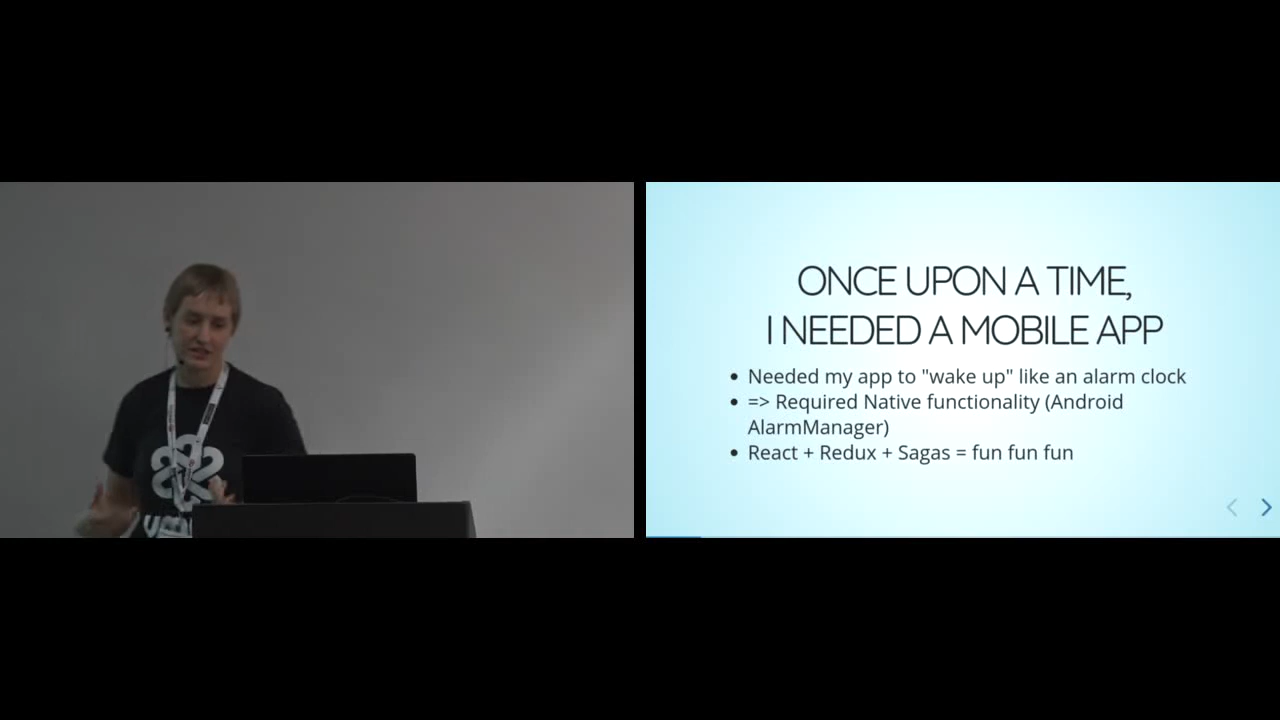 ONCE UPON A TIME,
I NEEDED A MOBILE APP
Needed my app to "wake up" like an alarm clock
=> Required Native functionality (Android
AlarmManager)
React + Redux + Sagas = fun fun fun